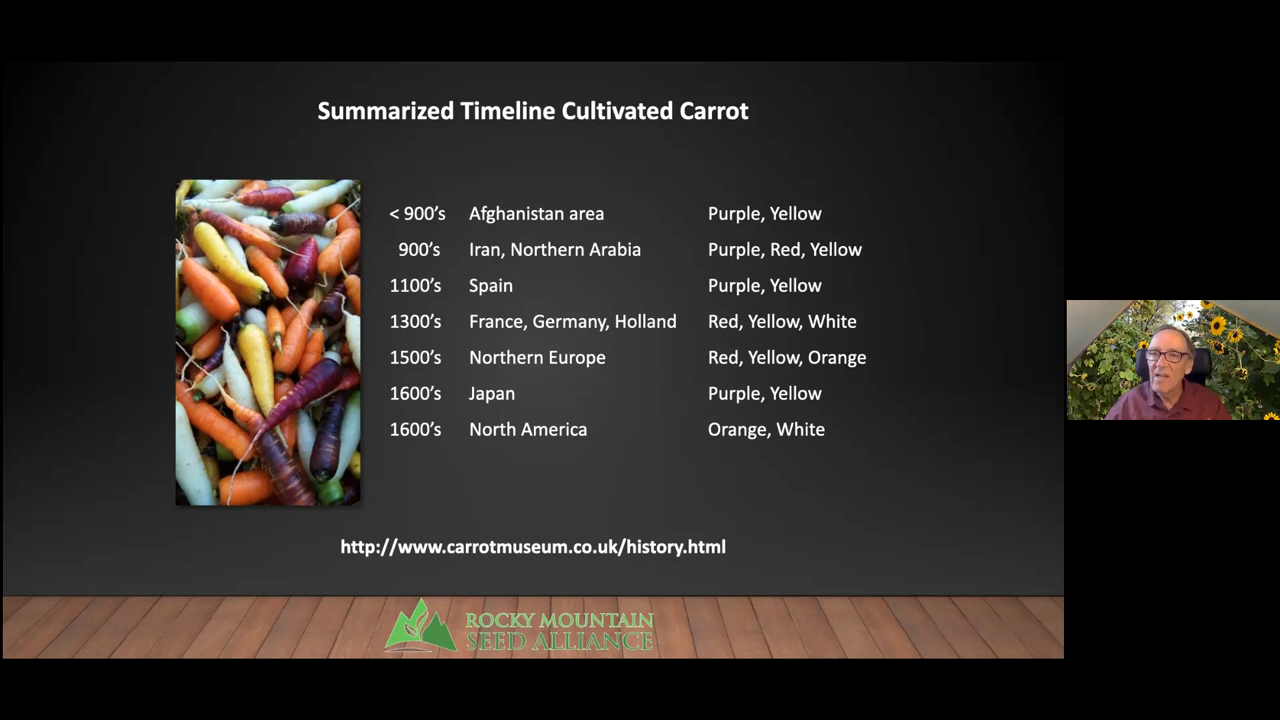 Summarized Timeline Cultivated Carrot
< 900's Afghanistan area Purple, Yellow
900's Iran, Northern Arabia Purple, Red, Yellow
1100's Spain Purple, Yellow
1300's France, Germany, Holland Red, Yellow, White
1500's Northern Europe Red, Yellow, Orange
1600's Japan Purple, Yellow
1600's North America Orange, White
http://www.carrotmuseum.co.uk/history.html
ROCKY MOUNTAIN
SEED ALLIANCE